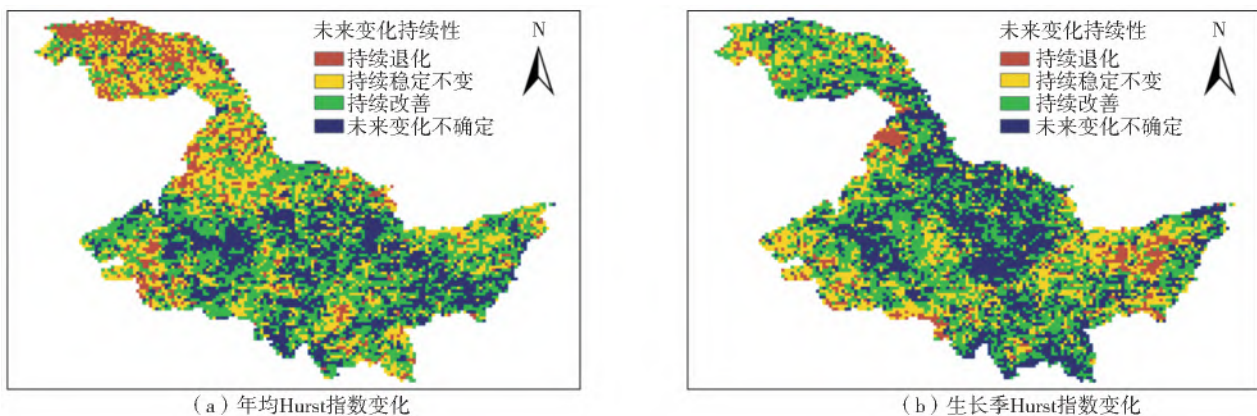 未来变化持续性
N
持续退化
持续稳定不变
持续改善
未来变化不确定
(a) 年均Hurst指数变化
未来变化持续性
N
持续退化
持续稳定不变
持续改善
未来变化不确定
(b) 生长季Hurst指数变化